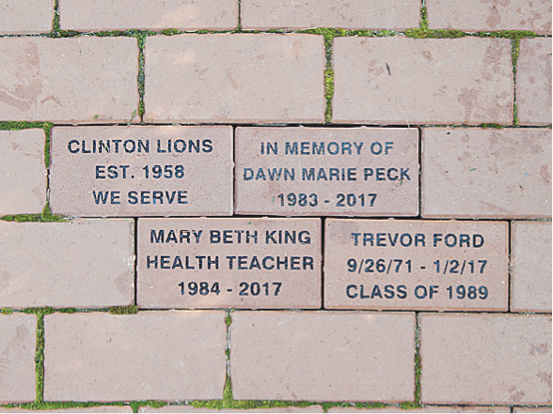 CLINTON LIONS
EST. 1958
WE SERVE
IN MEMORY OF
DAWN MARIE PECK
1983 - 2017
MARY BETH KING
HEALTH TEACHER
1984 - 2017
TREVOR FORD
9/26/71 - 1/2/17
CLASS OF 1989